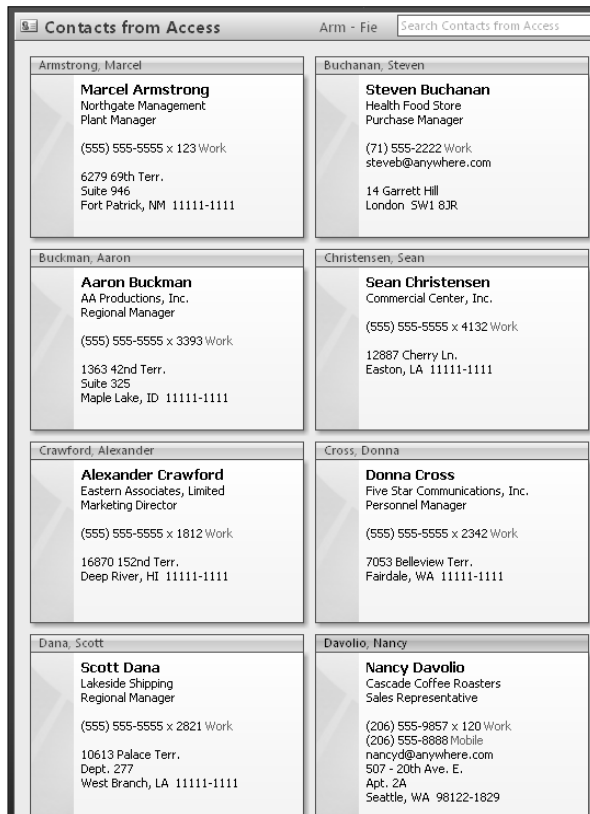 Contacts from Access
Arm - Fie
Search Contacts from Access
Armstrong, Marcel
Marcel Armstrong
Northgate Management
Plant Manager
(555) 555-5555 x 123 Work
6279 69th Terr.
Suite 946
Fort Patrick, NM 11111-1111
Buchanan, Steven
Steven Buchanan
Health Food Store
Purchase Manager
(71) 555-2222 Work
steveb@anywhere.com
14 Garrett Hill
London SW1 8JR
Buckman, Aaron
Aaron Buckman
AA Productions, Inc.
Regional Manager
(555) 555-5555 x 3393 Work
1363 42nd Terr.
Suite 325
Maple Lake, ID 11111-1111
Christensen, Sean
Sean Christensen
Commercial Center, Inc.
(555) 555-5555 x 4132 Work
12887 Cherry Ln.
Easton, LA 11111-1111
Crawford, Alexander
Alexander Crawford
Eastern Associates, Limited
Marketing Director
(555) 555-5555 x 1812 Work
16870 152nd Terr.
Deep River, HI 11111-1111
Cross, Donna
Donna Cross
Five Star Communications, Inc.
Personnel Manager
(555) 555-5555 x 2342 Work
7053 Belleview Terr.
Fairdale, WA 11111-1111
Dana, Scott
Scott Dana
Lakeside Shipping
Regional Manager
(555) 555-5555 x 2821 Work
10613 Palace Terr.
Dept. 277
West Branch, LA 11111-1111
Davolio, Nancy
Nancy Davolio
Cascade Coffee Roasters
Sales Representative
(206) 555-9857 x 120 Work
(206) 555-8888 Mobile
nancyd@anywhere.com
507 - 20th Ave. E.
Apt. 2A
Seattle, WA 98122-1829